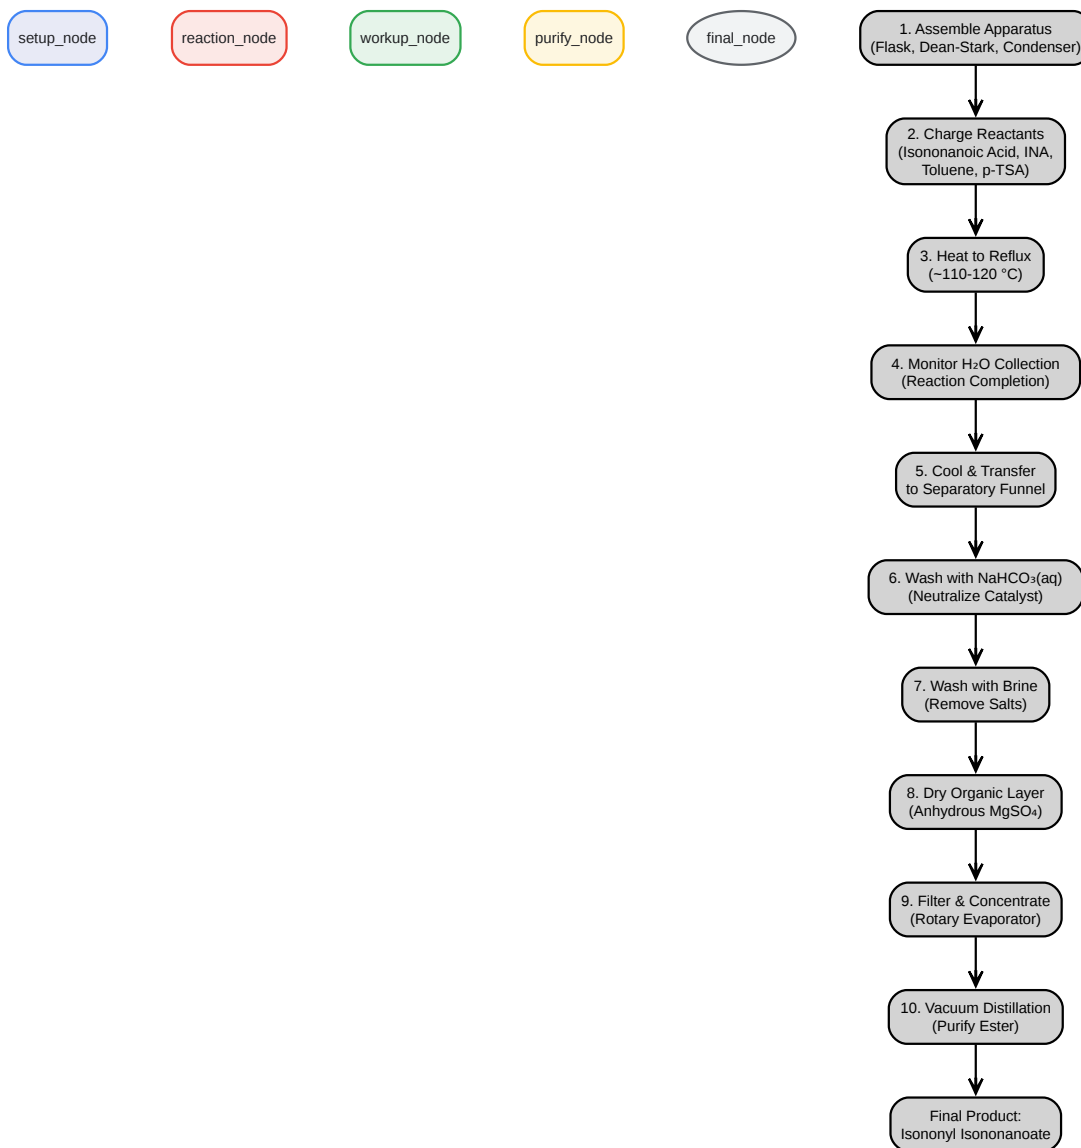 setup_node
reaction_node
workup_node
purify_node
final_node
1. Assemble Apparatus
(Flask, Dean-Stark, Condenser)
2. Charge Reactants
(Isononanoic Acid, INA,
Toluene, p-TSA)
3. Heat to Reflux
(~110-120 °C)
4. Monitor H₂O Collection
(Reaction Completion)
5. Cool & Transfer
to Separatory Funnel
6. Wash with NaHCO₃(aq)
(Neutralize Catalyst)
7. Wash with Brine
(Remove Salts)
8. Dry Organic Layer
(Anhydrous MgSO₄)
9. Filter & Concentrate
(Rotary Evaporator)
10. Vacuum Distillation
(Purify Ester)
Final Product:
Isononyl Isononanoate